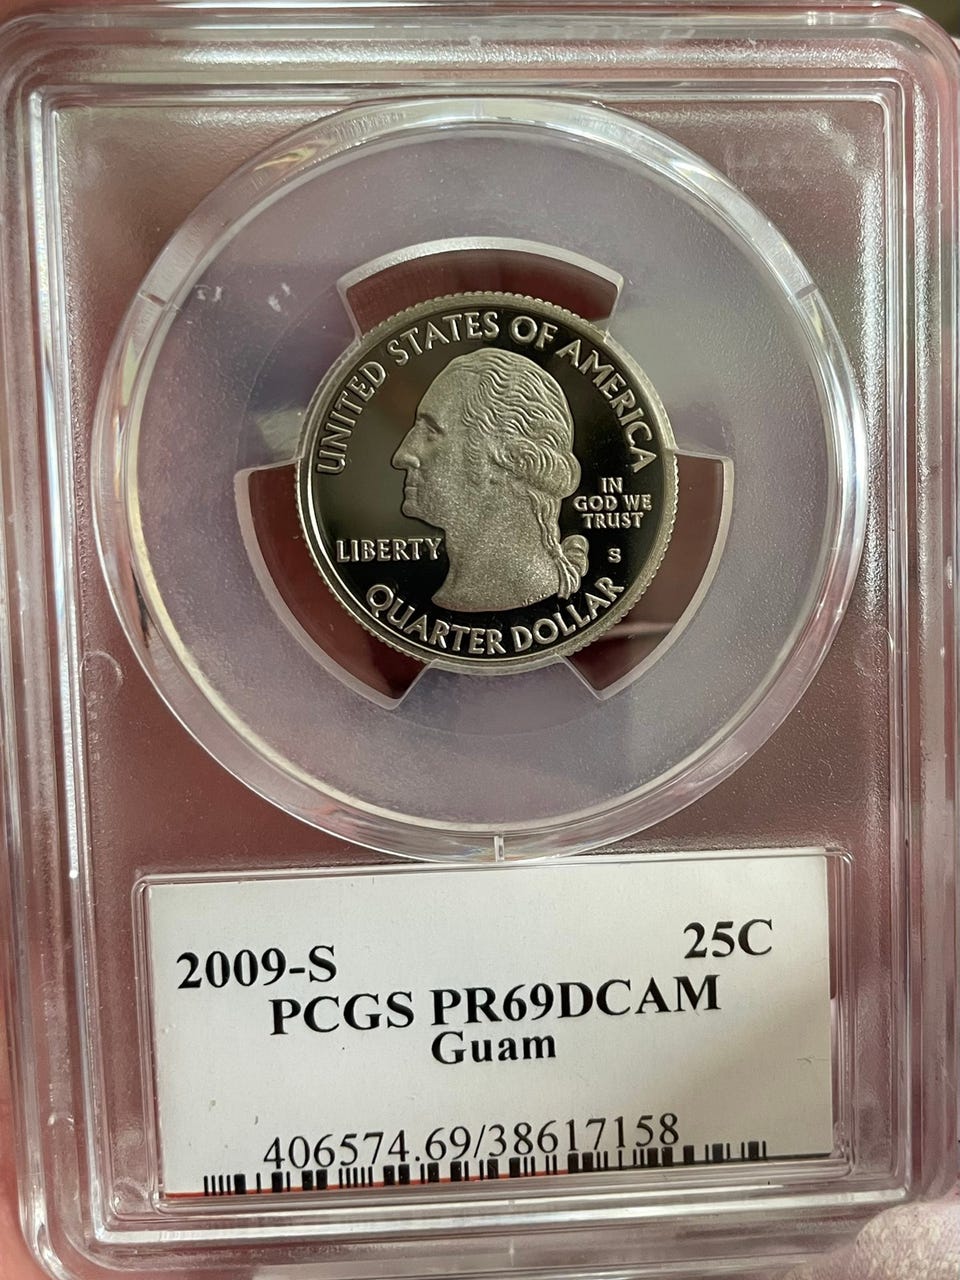 UNITED STATES OF AMERICA
IN
GOD WE
TRUST
LIBERTY
S
QUARTER DOLLAR
2009-S 25C
PCGS PR69DCAM
Guam
406574.69/38617158